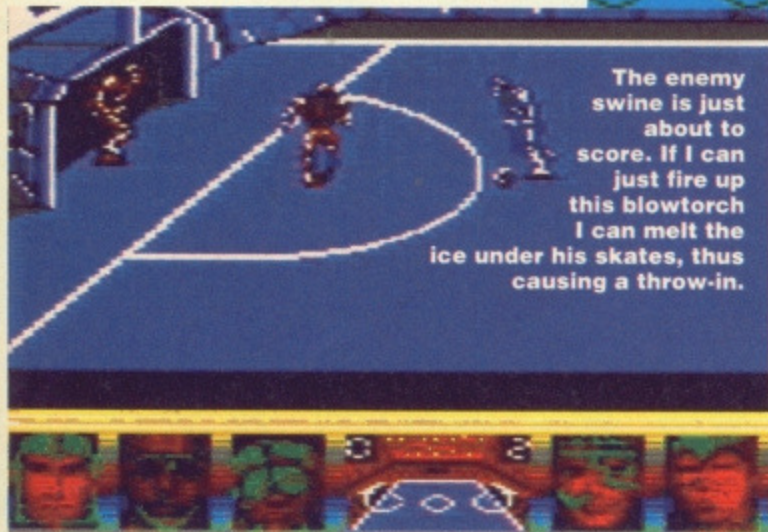 The enemy
swine is just
about to
score. If I can
just fire up
this blowtorch
I can melt the
ice under his skates, thus
causing a throw-in.